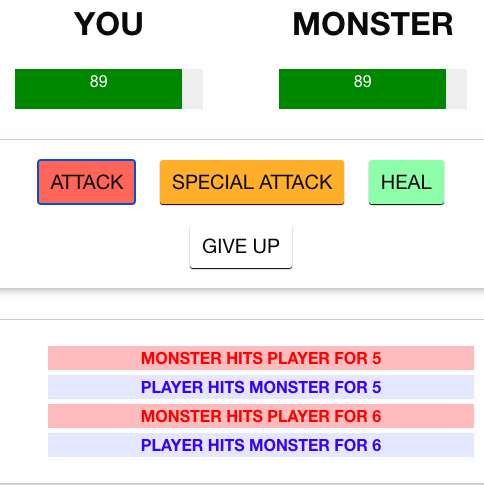 YOU MONSTER
89 89
ATTACK SPECIAL ATTACK HEAL
GIVE UP
MONSTER HITS PLAYER FOR 5
PLAYER HITS MONSTER FOR 5
MONSTER HITS PLAYER FOR 6
PLAYER HITS MONSTER FOR 6